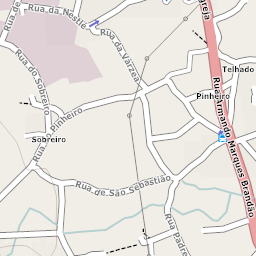 Rua da Nestlé
Rua da Várzea
Rua do Sobreiro
Telhado
Pinheiro
Rua Armando Marques Brandão
Rua do Pinheiro
Sobreiro
Rua de São Sebastião
Rua Padre